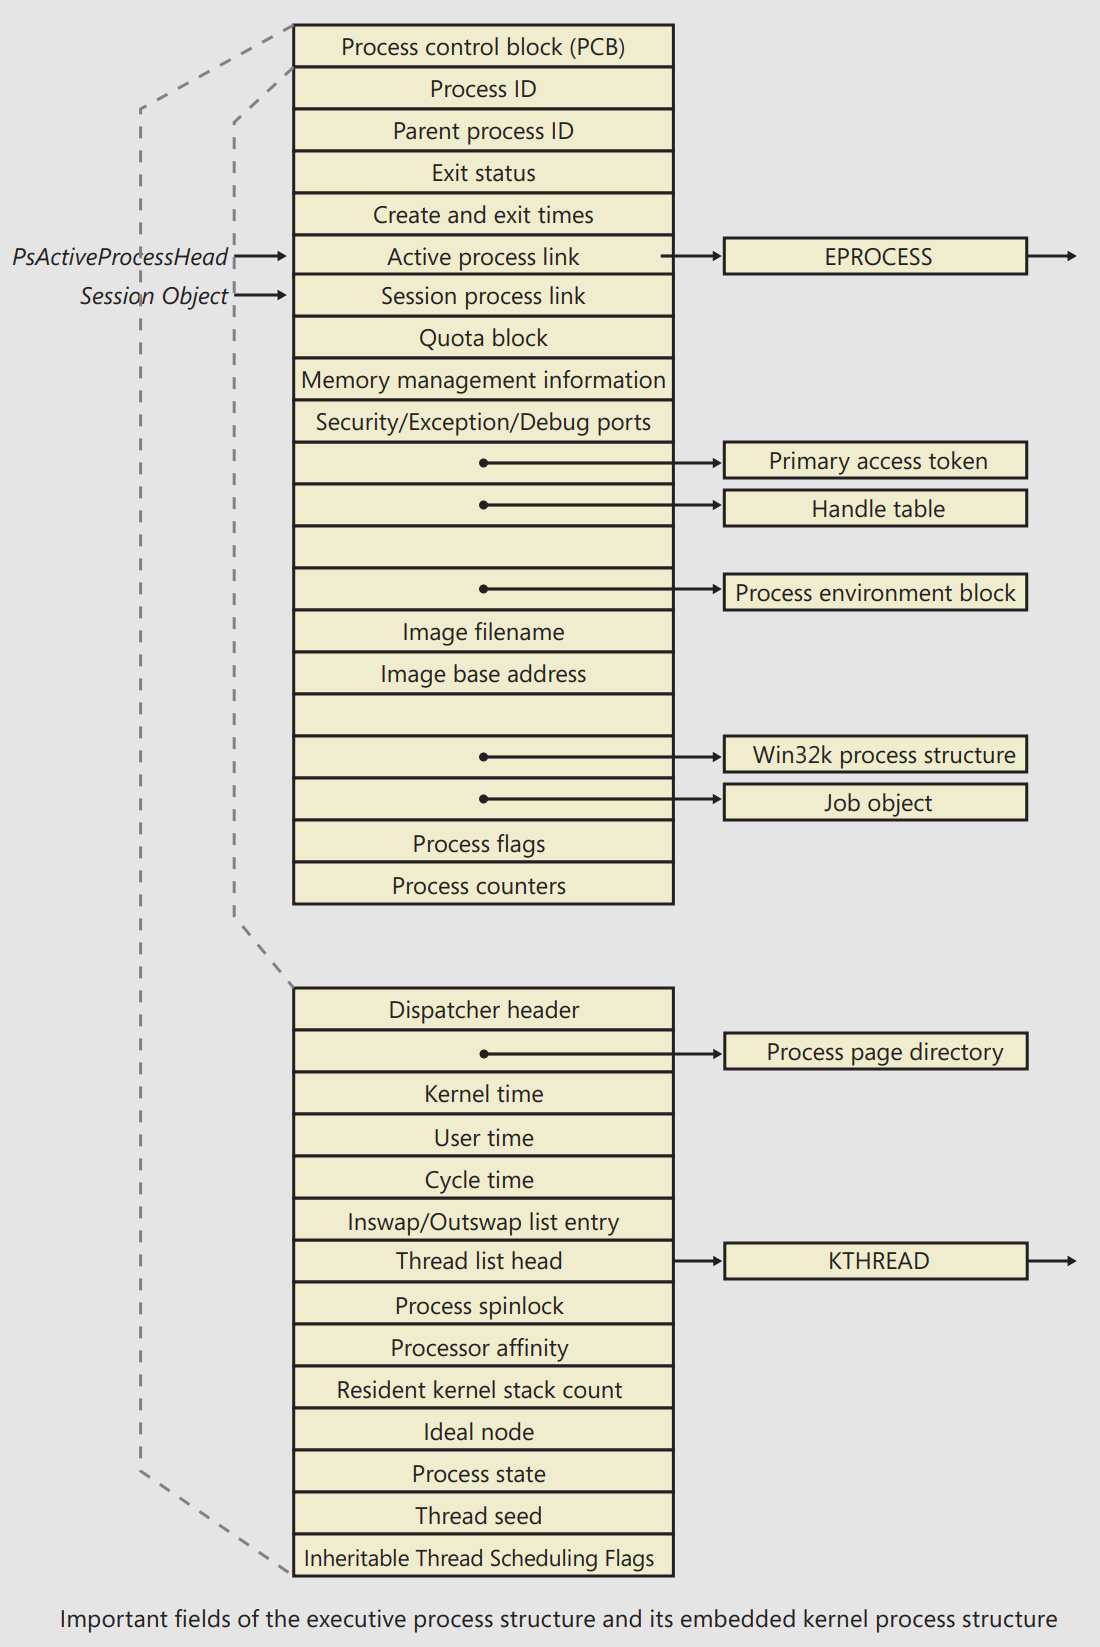 Process control block (PCB)
Process ID
Parent process ID
Exit status
Create and exit times
PsActiveProcessHead
Active process link
EPROCESS
Session Object
Session process link
Quota block
Memory management information
Security/Exception/Debug ports
Primary access token
Handle table
Process environment block
Image filename
Image base address
Win32k process structure
Job object
Process flags
Process counters
Dispatcher header
Process page directory
Kernel time
User time
Cycle time
Inswap/Outswap list entry
Thread list head
KTHREAD
Process spinlock
Processor affinity
Resident kernel stack count
Ideal node
Process state
Thread seed
Inheritable Thread Scheduling Flags
Important fields of the executive process structure and its embedded kernel process structure